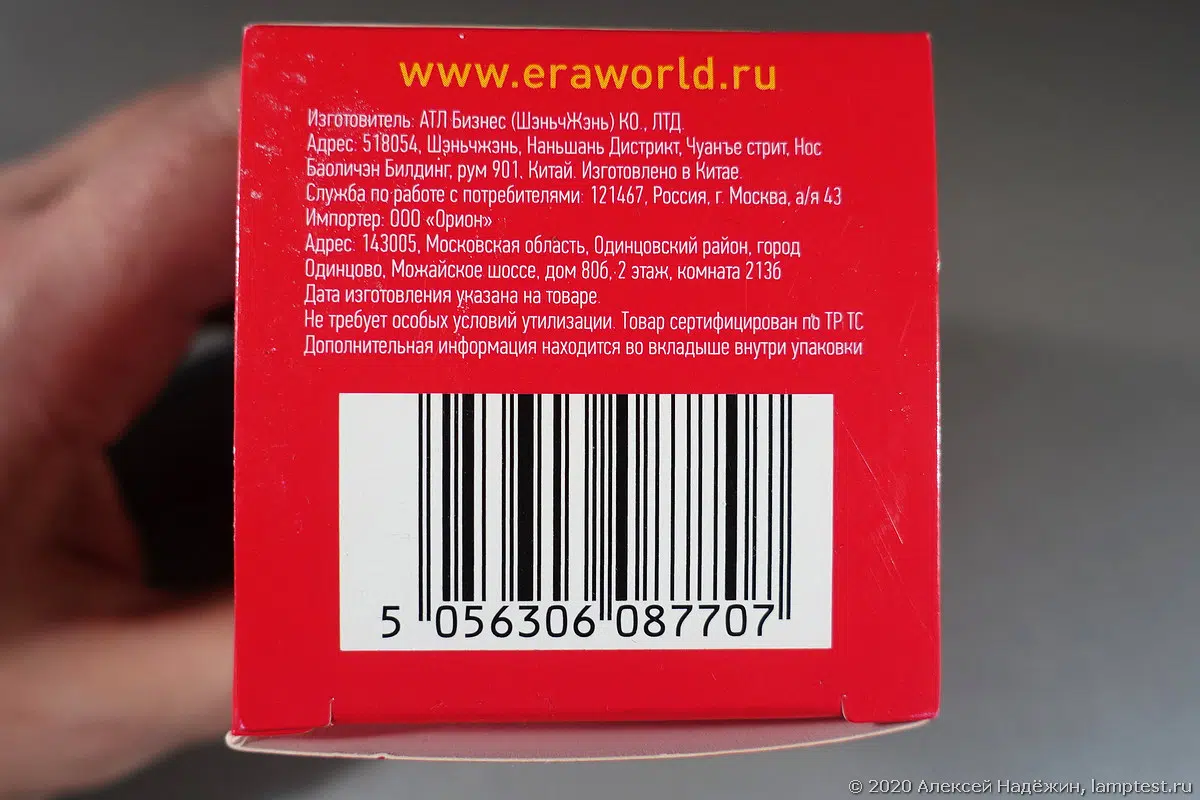 www.eraworld.ru
Изготовитель: АТЛ Бизнес (ШэньчЖэнь) КО., ЛТД.
Адрес: 518054, Шэньчжэнь, Наньшань Дистрикт, Чуанъе стрит, Нос
Баоличэн Билдинг, рум 901, Китай. Изготовлено в Китае.
Служба по работе с потребителями: 121467, Россия, г. Москва, а/я 43
Импортер: ООО «Орион»
Адрес: 143005, Московская область, Одинцовский район, город
Одинцово, Можайское шоссе, дом 80б, 2 этаж, комната 213б
Дата изготовления указана на товаре.
Не требует особых условий утилизации. Товар сертифицирован по ТР ТС
Дополнительная информация находится во вкладыше внутри упаковки
5 056306 087707
© 2020 Алексей Надёжин, lamptest.ru